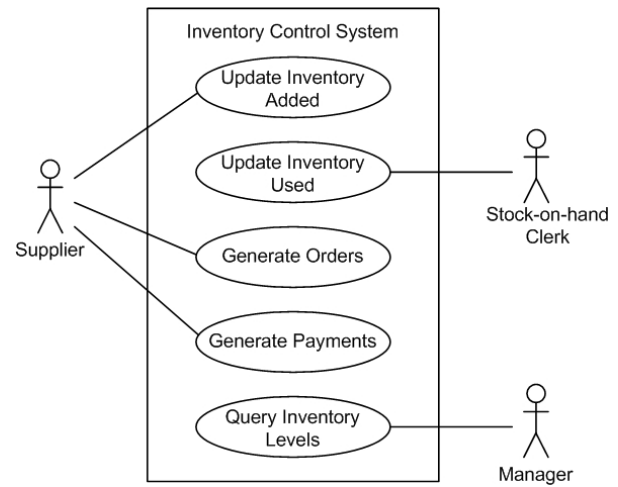 Inventory Control System
Update Inventory
Added
Update Inventory
Used
Stock-on-hand
Clerk
Supplier
Generate Orders
Generate Payments
Query Inventory
Levels
Manager